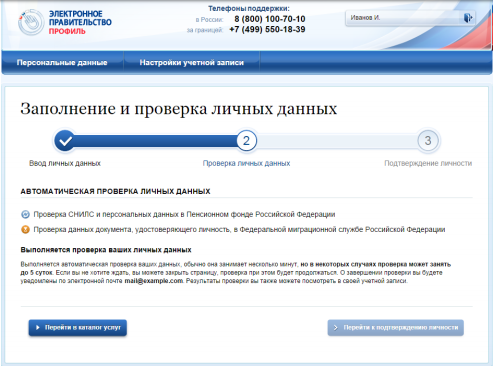 ЭЛЕКТРОННОЕ
ПРАВИТЕЛЬСТВО
ПРОФИЛЬ
Телефоны поддержки:
в России: 8 (800) 100-70-10
за границей: +7 (499) 550-18-39
Иванов И.
Персональные данные Настройки учетной записи
Заполнение и проверка личных данных
2 3
Ввод личных данных Проверка личных данных Подтверждение личности
АВТОМАТИЧЕСКАЯ ПРОВЕРКА ЛИЧНЫХ ДАННЫХ
Проверка СНИЛС и персональных данных в Пенсионном фонде Российской Федерации
? Проверка данных документа, удостоверяющего личность, в Федеральной миграционной службе Российской Федерации
Выполняется проверка ваших личных данных
Выполняется автоматическая проверка ваших данных, обычно она занимает несколько минут, но в некоторых случаях проверка может занять
до 5 суток. Если вы не хотите ждать, вы можете закрыть страницу, проверка при этом будет продолжаться. О завершении проверки вы будете
уведомлены по электронной почте mail@example.com. Результаты проверки вы также можете посмотреть в своей учетной записи.
Перейти в каталог услуг Перейти к подтверждению личности